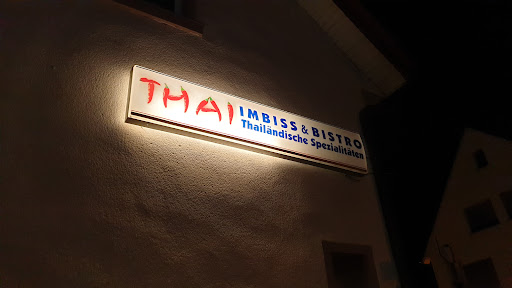 THAI IMBISS & BISTRO
Thailändische Spezialitäten